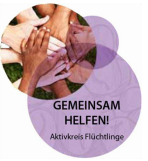 GEMEINSAM
HELFEN!
Aktivkreis Flüchtlinge